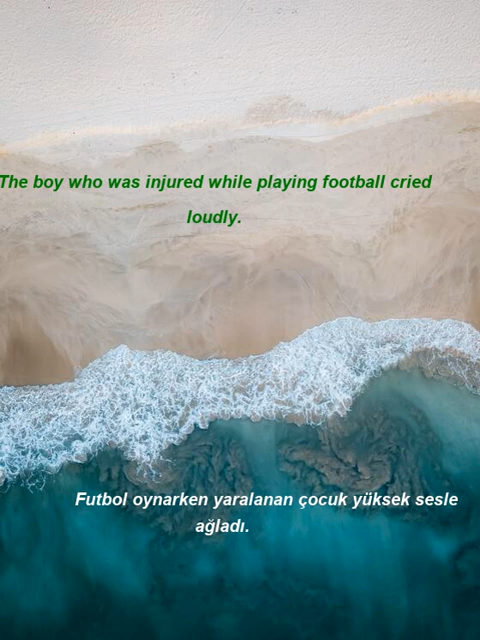 The boy who was injured while playing football cried
loudly.
Futbol oynarken yaralanan çocuk yüksek sesle
ağladı.